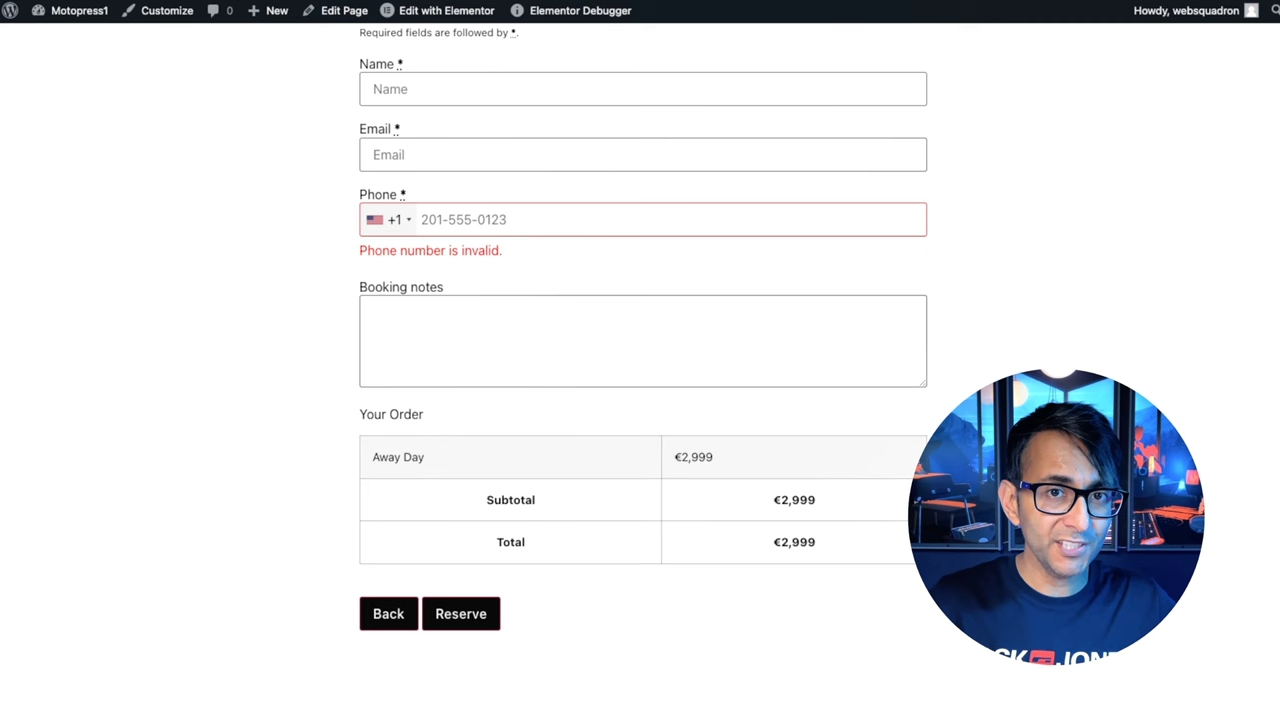 Motopress1 Customize 0 New Edit Page Edit with Elementor Elementor Debugger Howdy, websquadron
Required fields are followed by *.
Name *
Name
Email *
Email
Phone *
+1 201-555-0123
Phone number is invalid.
Booking notes
Your Order
Away Day €2,999
Subtotal €2,999
Total €2,999
Back Reserve